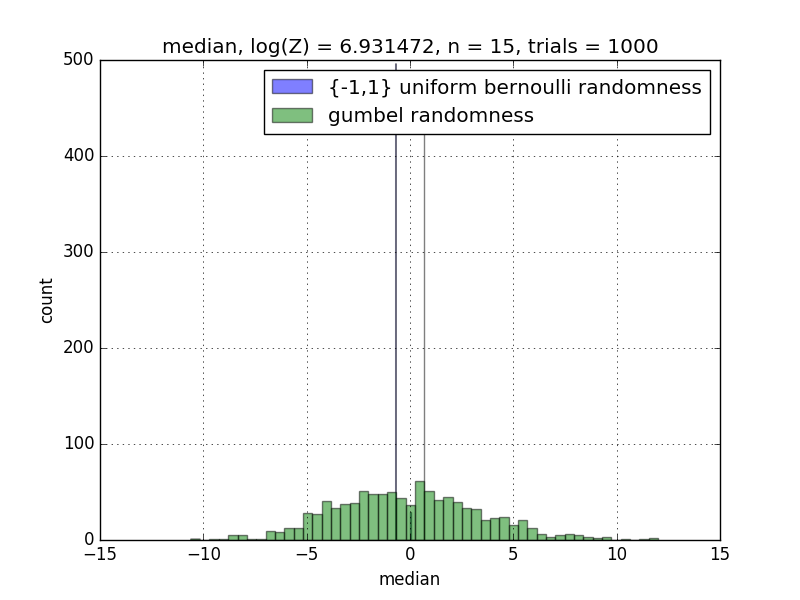 median, log(Z) = 6.931472, n = 15, trials = 1000
{-1,1} uniform bernoulli randomness
gumbel randomness
500
400
300
200
100
0
count
−15
−10
−5
0
5
10
15
median